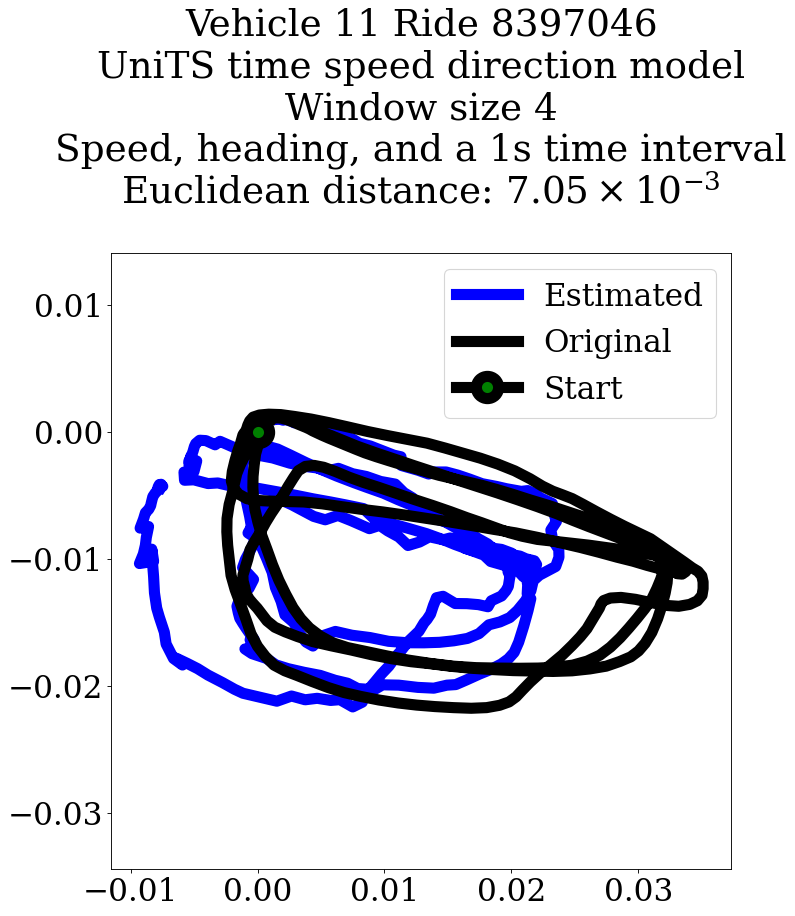 Vehicle 11 Ride 8397046
UniTS time speed direction model
Window size 4
Speed, heading, and a 1s time interval
Euclidean distance: 7.05 × 10⁻³
Estimated
Original
Start
0.01
0.00
−0.01
−0.02
−0.03
−0.01 0.00 0.01 0.02 0.03